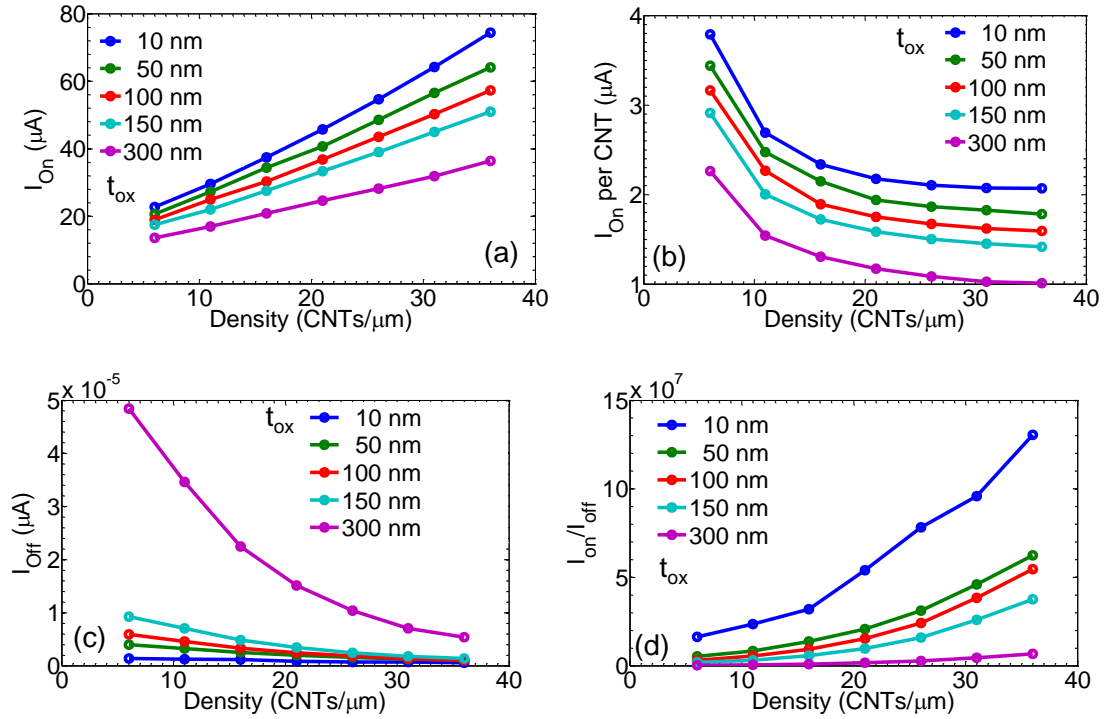 80
60
40
20
0
I_On (μA)
10 nm
50 nm
100 nm
150 nm
300 nm
t_ox
(a)
0 10 20 30 40
Density (CNTs/μm)
4
3
2
1
I_On per CNT (μA)
t_ox
10 nm
50 nm
100 nm
150 nm
300 nm
(b)
0 10 20 30 40
Density (CNTs/μm)
x 10^-5
5
4
3
2
1
0
I_Off (μA)
t_ox
10 nm
50 nm
100 nm
150 nm
300 nm
(c)
0 10 20 30 40
Density (CNTs/μm)
x 10^7
15
10
5
0
I_on/I_off
10 nm
50 nm
100 nm
150 nm
300 nm
t_ox
(d)
0 10 20 30 40
Density (CNTs/μm)